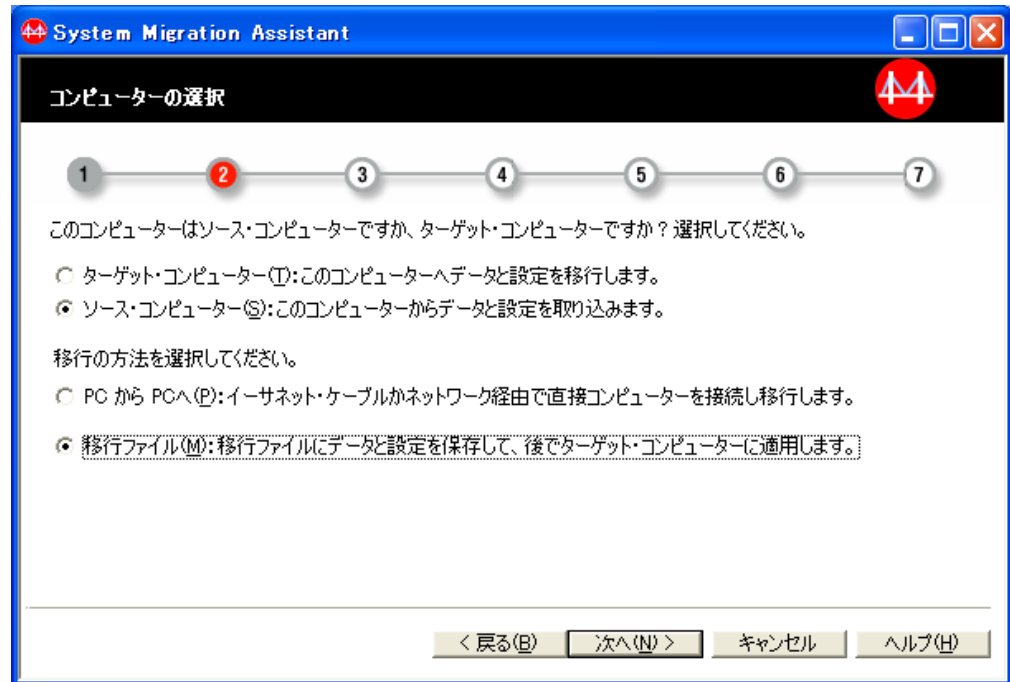 System Migration Assistant
コンピューターの選択
1 2 3 4 5 6 7
このコンピューターはソース・コンピューターですか、ターゲット・コンピューターですか？選択してください。
ターゲット・コンピューター(T):このコンピューターへデータと設定を移行します。
ソース・コンピューター(S):このコンピューターからデータと設定を取り込みます。
移行の方法を選択してください。
PC から PCへ(P):イーサネット・ケーブルかネットワーク経由で直接コンピューターを接続し移行します。
移行ファイル(M):移行ファイルにデータと設定を保存して、後でターゲット・コンピューターに適用します。
< 戻る(B) 次へ(N) > キャンセル ヘルプ(H)